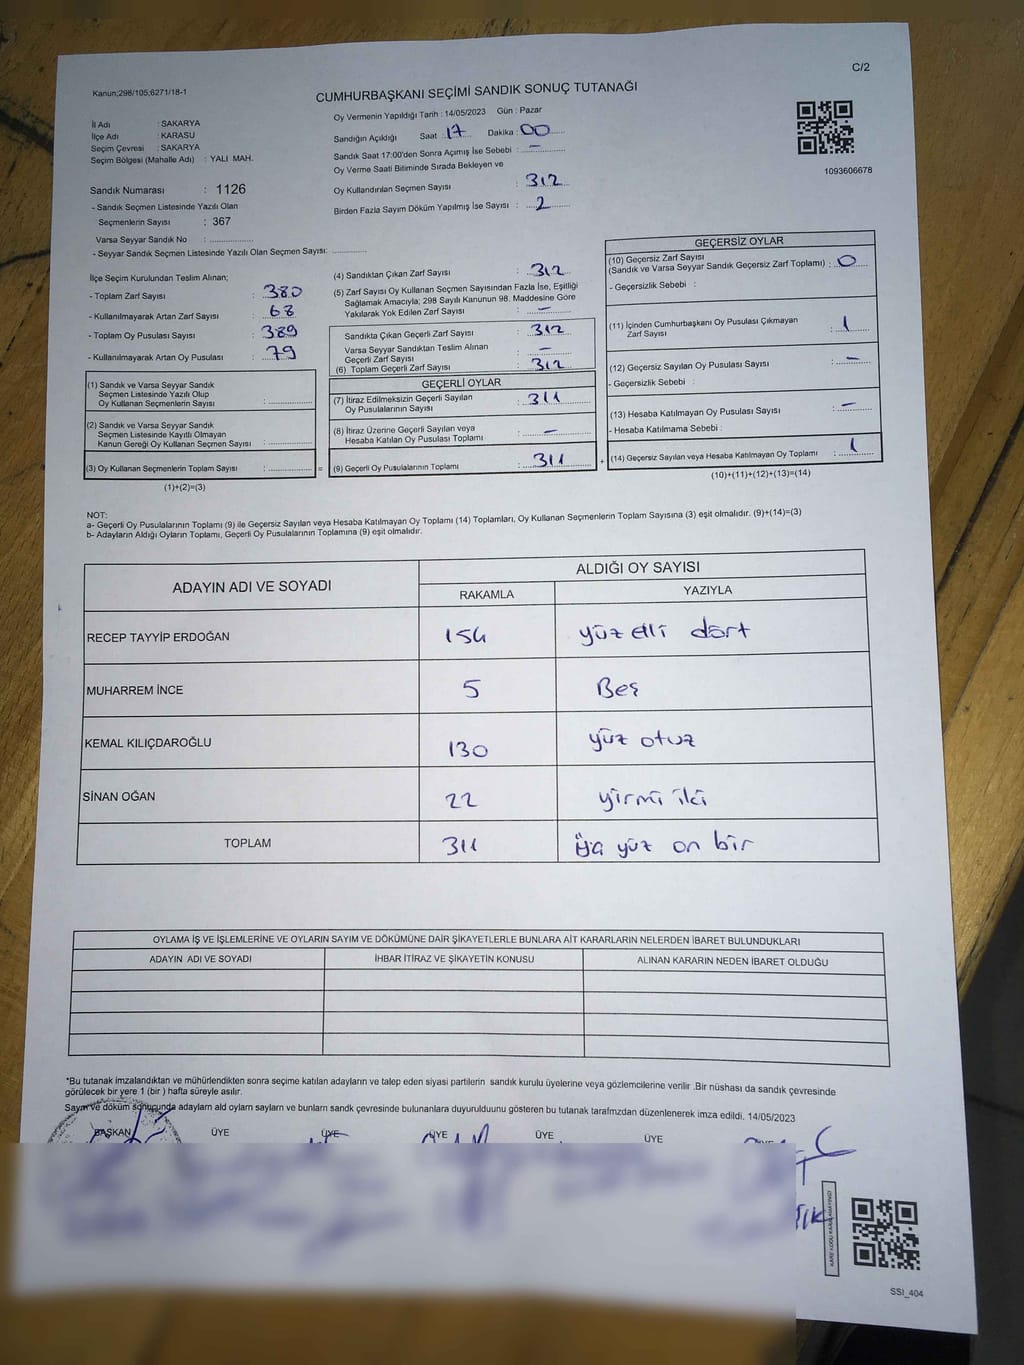 C/2
Kanun;298/105;6271/18-1
CUMHURBAŞKANI SEÇİMİ SANDIK SONUÇ TUTANAĞI
İl Adı : SAKARYA
İlçe Adı : KARASU
Seçim Çevresi : SAKARYA
Seçim Bölgesi (Mahalle Adı) : YALI MAH.
Oy Vermenin Yapıldığı Tarih : 14/05/2023 Gün : Pazar
Sandığın Açıldığı Saat 17 Dakika : 00
Sandık Saat 17:00'den Sonra Açımış İse Sebebi : -
Oy Verme Saati Bitiminde Sırada Bekleyen ve
Oy Kullandırılan Seçmen Sayısı : 312
Birden Fazla Sayım Döküm Yapılmış İse Sayısı : 2
1093606678
Sandık Numarası : 1126
- Sandık Seçmen Listesinde Yazılı Olan
Seçmenlerin Sayısı : 367
Varsa Seyyar Sandık No :
- Seyyar Sandık Seçmen Listesinde Yazılı Olan Seçmen Sayısı:
İlçe Seçim Kurulundan Teslim Alınan;
- Toplam Zarf Sayısı : 380
- Kullanılmayarak Artan Zarf Sayısı : 68
- Toplam Oy Pusulası Sayısı : 389
- Kullanılmayarak Artan Oy Pusulası : 79
(1) Sandık ve Varsa Seyyar Sandık
Seçmen Listesinde Yazılı Olup
Oy Kullanan Seçmenlerin Sayısı :
(2) Sandık ve Varsa Seyyar Sandık
Seçmen Listesinde Kayıtlı Olmayan
Kanun Gereği Oy Kullanan Seçmen Sayısı :
(3) Oy Kullanan Seçmenlerin Toplam Sayısı : =
(1)+(2)=(3)
(4) Sandıktan Çıkan Zarf Sayısı : 312
(5) Zarf Sayısı Oy Kullanan Seçmen Sayısından Fazla İse, Eşitliği
Sağlamak Amacıyla; 298 Sayılı Kanunun 98. Maddesine Göre
Yakılarak Yok Edilen Zarf Sayısı : -
Sandıkta Çıkan Geçerli Zarf Sayısı : 312
Varsa Seyyar Sandıktan Teslim Alınan
Geçerli Zarf Sayısı : -
(6) Toplam Geçerli Zarf Sayısı : 312
GEÇERLİ OYLAR
(7) İtiraz Edilmeksizin Geçerli Sayılan
Oy Pusulalarının Sayısı : 311
(8) İtiraz Üzerine Geçerli Sayılan veya
Hesaba Katılan Oy Pusulası Toplamı : -
(9) Geçerli Oy Pusulalarının Toplamı : 311 +
GEÇERSİZ OYLAR
(10) Geçersiz Zarf Sayısı
(Sandık ve Varsa Seyyar Sandık Geçersiz Zarf Toplamı) : 0
- Geçersizlik Sebebi :
(11) İçinden Cumhurbaşkanı Oy Pusulası Çıkmayan
Zarf Sayısı : 1
(12) Geçersiz Sayılan Oy Pusulası Sayısı : -
- Geçersizlik Sebebi :
(13) Hesaba Katılmayan Oy Pusulası Sayısı : -
- Hesaba Katılmama Sebebi :
(14) Geçersiz Sayılan veya Hesaba Katılmayan Oy Toplamı : 1
(10)+(11)+(12)+(13)=(14)
NOT:
a- Geçerli Oy Pusulalarının Toplamı (9) ile Geçersiz Sayılan veya Hesaba Katılmayan Oy Toplamı (14) Toplamları, Oy Kullanan Seçmenlerin Toplam Sayısına (3) eşit olmalıdır. (9)+(14)=(3)
b- Adayların Aldığı Oyların Toplamı, Geçerli Oy Pusulalarının Toplamına (9) eşit olmalıdır.
ADAYIN ADI VE SOYADI ALDIĞI OY SAYISI
RAKAMLA YAZIYLA
RECEP TAYYİP ERDOĞAN 154 yüz elli dört
MUHARREM İNCE 5 Beş
KEMAL KILIÇDAROĞLU 130 yüz otuz
SİNAN OĞAN 22 yirmi iki
TOPLAM 311 yüz on bir
OYLAMA İŞ VE İŞLEMLERİNE VE OYLARIN SAYIM VE DÖKÜMÜNE DAİR ŞİKAYETLERLE BUNLARA AİT KARARLARIN NELERDEN İBARET BULUNDUKLARI
ADAYIN ADI VE SOYADI İHBAR İTİRAZ VE ŞİKAYETİN KONUSU ALINAN KARARIN NEDEN İBARET OLDUĞU
*Bu tutanak imzalandıktan ve mühürlendikten sonra seçime katılan adayların ve talep eden siyasi partilerin sandık kurulu üyelerine veya gözlemcilerine verilir .Bir nüshası da sandık çevresinde
görülecek bir yere 1 (bir ) hafta süreyle asılır.
Sayım ve döküm sonuçunda adayların ald oyların sayları ve bunların sandk çevresinde bulunanlara duyurulduunu gösteren bu tutanak tarafmzdan düzenlenerek imza edildi. 14/05/2023
BAŞKAN ÜYE ÜYE ÜYE ÜYE ÜYE
KARE KODU KARALAMAYINIZ!
SSI_404